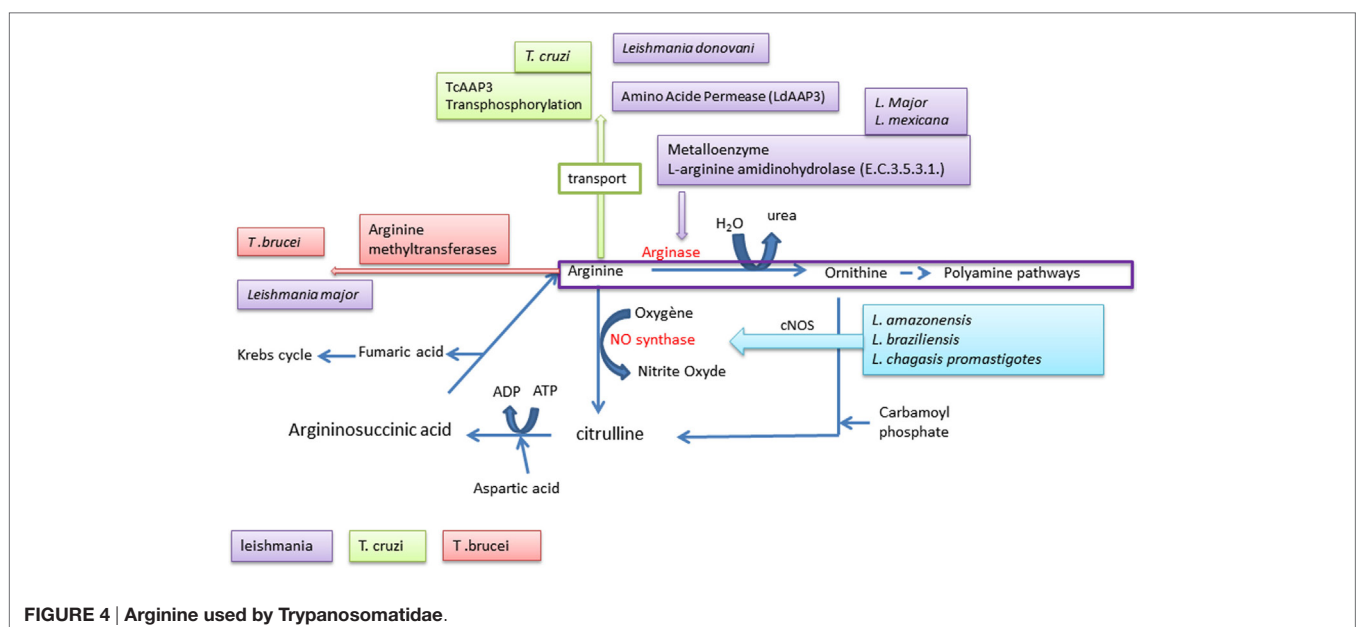 T. cruzi
Leishmania donovani
TcAAP3
Transphosphorylation
Amino Acide Permease (LdAAP3)
L. Major
L. mexicana
Metalloenzyme
L-arginine amidinohydrolase (E.C.3.5.3.1.)
transport
H₂O
urea
T.brucei
Arginine
methyltransferases
Arginase
Arginine
Ornithine
Polyamine pathways
Leishmania major
Oxygène
NO synthase
Nitrite Oxyde
cNOS
L. amazonensis
L. braziliensis
L. chagasis promastigotes
Krebs cycle
Fumaric acid
ADP
ATP
Argininosuccinic acid
citrulline
Carbamoyl
phosphate
Aspartic acid
leishmania
T. cruzi
T .brucei
FIGURE 4 | Arginine used by Trypanosomatidae.